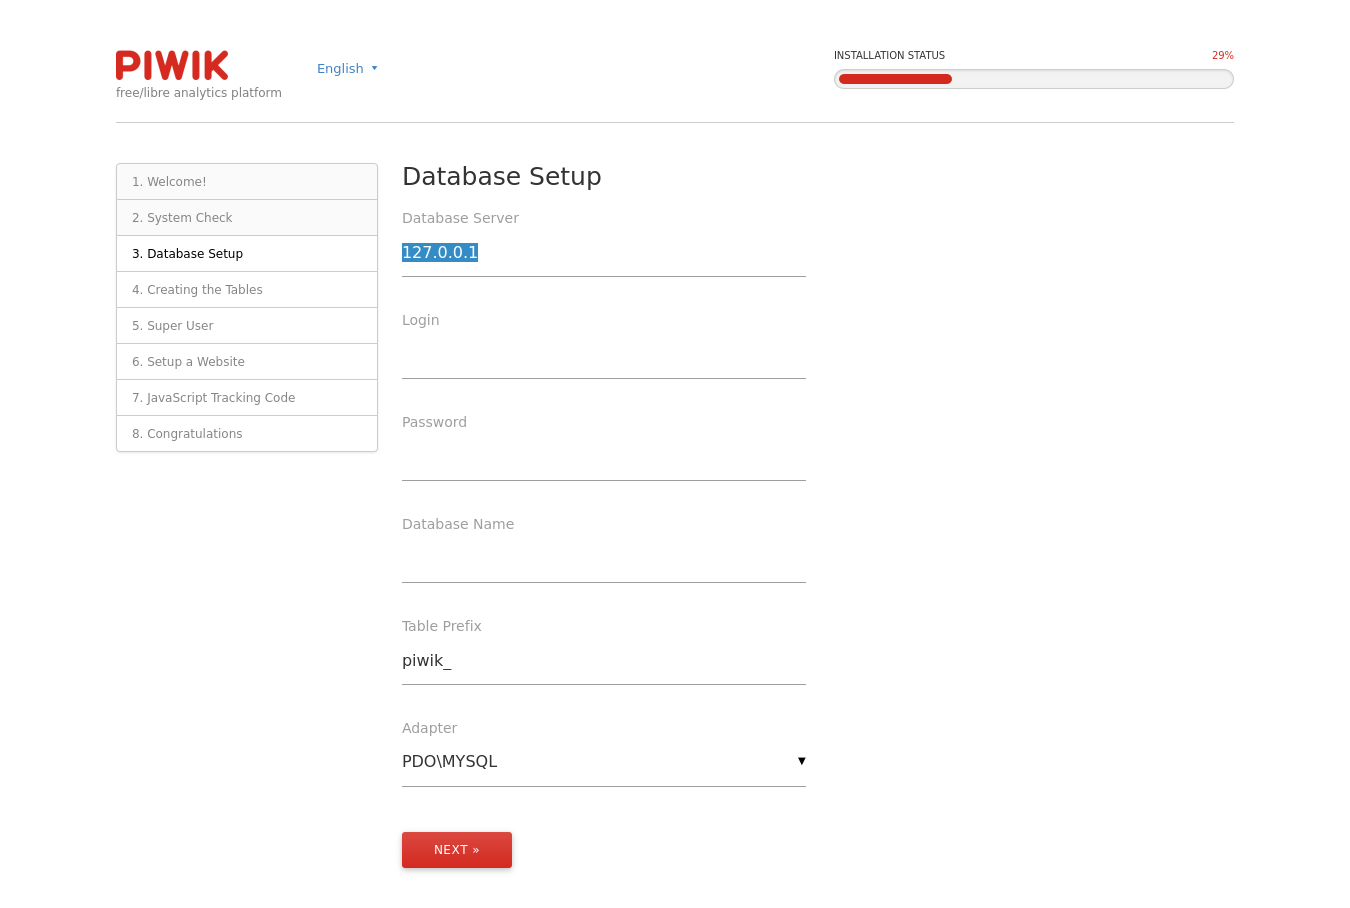 PIWIK
free/libre analytics platform
English
INSTALLATION STATUS
29%
1. Welcome!
2. System Check
3. Database Setup
4. Creating the Tables
5. Super User
6. Setup a Website
7. JavaScript Tracking Code
8. Congratulations
Database Setup
Database Server
127.0.0.1
Login
Password
Database Name
Table Prefix
piwik_
Adapter
PDO\MYSQL
NEXT »